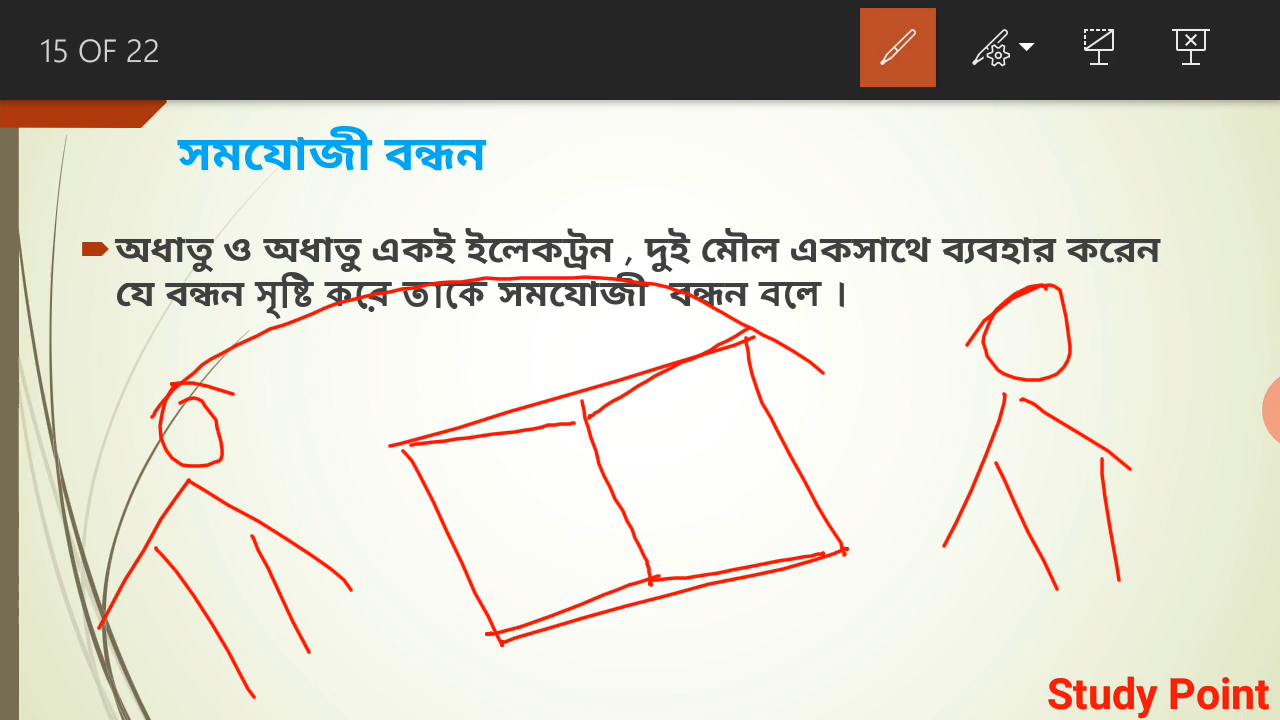 15 OF 22
সমযোজী বন্ধন
অধাতু ও অধাতু একই ইলেকট্রন , দুই মৌল একসাথে ব্যবহার করেন
যে বন্ধন সৃষ্টি করে তাকে সমযোজী বন্ধন বলে ।
Study Point